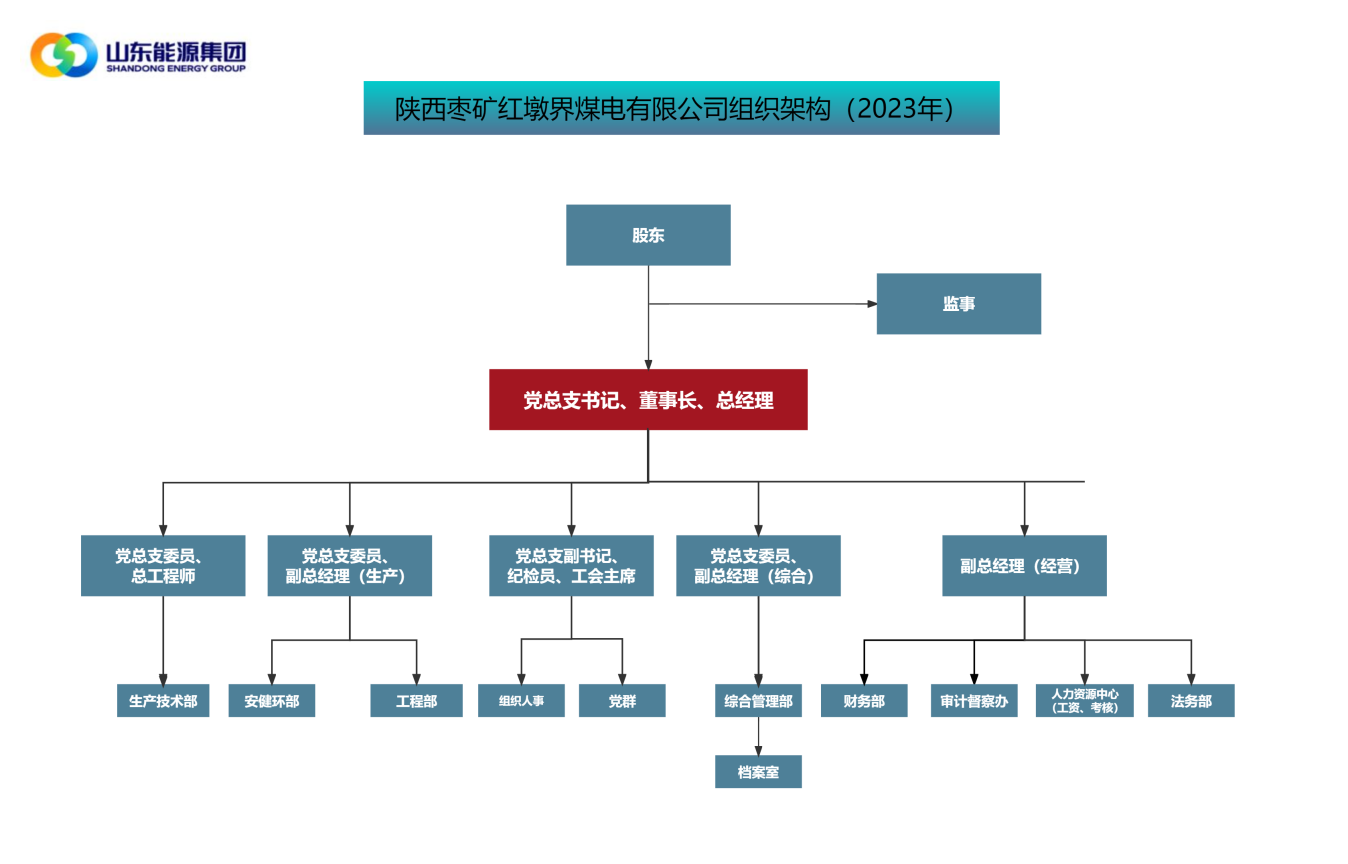 山东能源集团
SHANDONG ENERGY GROUP
陕西枣矿红墩界煤电有限公司组织架构（2023年）
股东
监事
党总支书记、董事长、总经理
党总支委员、
总工程师
党总支委员、
副总经理（生产）
党总支副书记、
纪检员、工会主席
党总支委员、
副总经理（综合）
副总经理（经营）
生产技术部
安健环部
工程部
组织人事
党群
综合管理部
财务部
审计督察办
人力资源中心
（工资、考核）
法务部
档案室